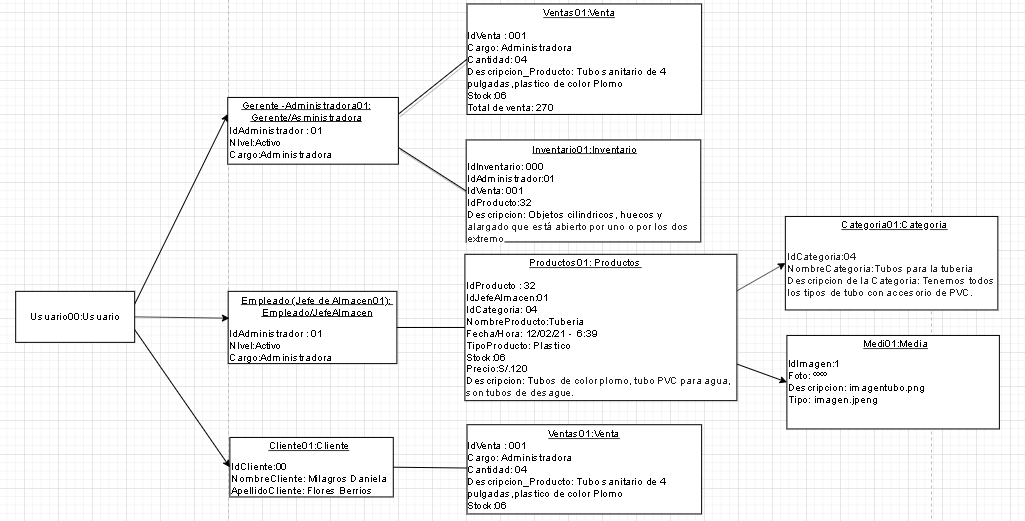 Ventas01:Venta
IdVenta : 001
Cargo: Administradora
Cantidad: 04
Descripcion_Producto: Tubo sanitario de 4
pulgadas,plastico de color Plomo
Stock:06
Total de venta: 270
Gerente -Administradora01:
Gerente/Asministradora
IdAdministrador : 01
NIvel:Activo
Cargo:Administradora
Inventario01:Inventario
IdInventario: 000
IdAdministrador:01
IdVenta: 001
IdProducto:32
Descripcion: Objetos cilindricos, huecos y
alargado que está abierto por uno o por los dos
extremo
Categoria01:Categoria
IdCategoria:04
NombreCategoria:Tubos para la tuberia
Descripcion de la Categoria: Tenemos todos
los tipos de tubo con accesorio de PVC.
Productos01: Productos
IdProducto : 32
IdJefeAlmacen:01
IdCategoria: 04
NombreProducto:Tuberia
Fecha/Hora: 12/02/21 - 6:39
TipoProducto: Plastico
Stock:06
Precio:S/.120
Descripcion: Tubos de color plomo, tubo PVC para agua,
son tubos de desague.
Usuario00:Usuario
Empleado (Jefe de Almacen01):
Empleado/JefeAlmacen
IdAdministrador : 01
NIvel:Activo
Cargo:Administradora
Medi01:Media
IdImagen:1
Foto: °°°°
Descripcion: imagentubo.png
Tipo: imagen.jpeng
Cliente01:Cliente
IdCliente:00
NombreCliente: Milagros Daniela
ApellidoCliente: Flores Berrios
Ventas01:Venta
IdVenta : 001
Cargo: Administradora
Cantidad: 04
Descripcion_Producto: Tubo sanitario de 4
pulgadas,plastico de color Plomo
Stock:06